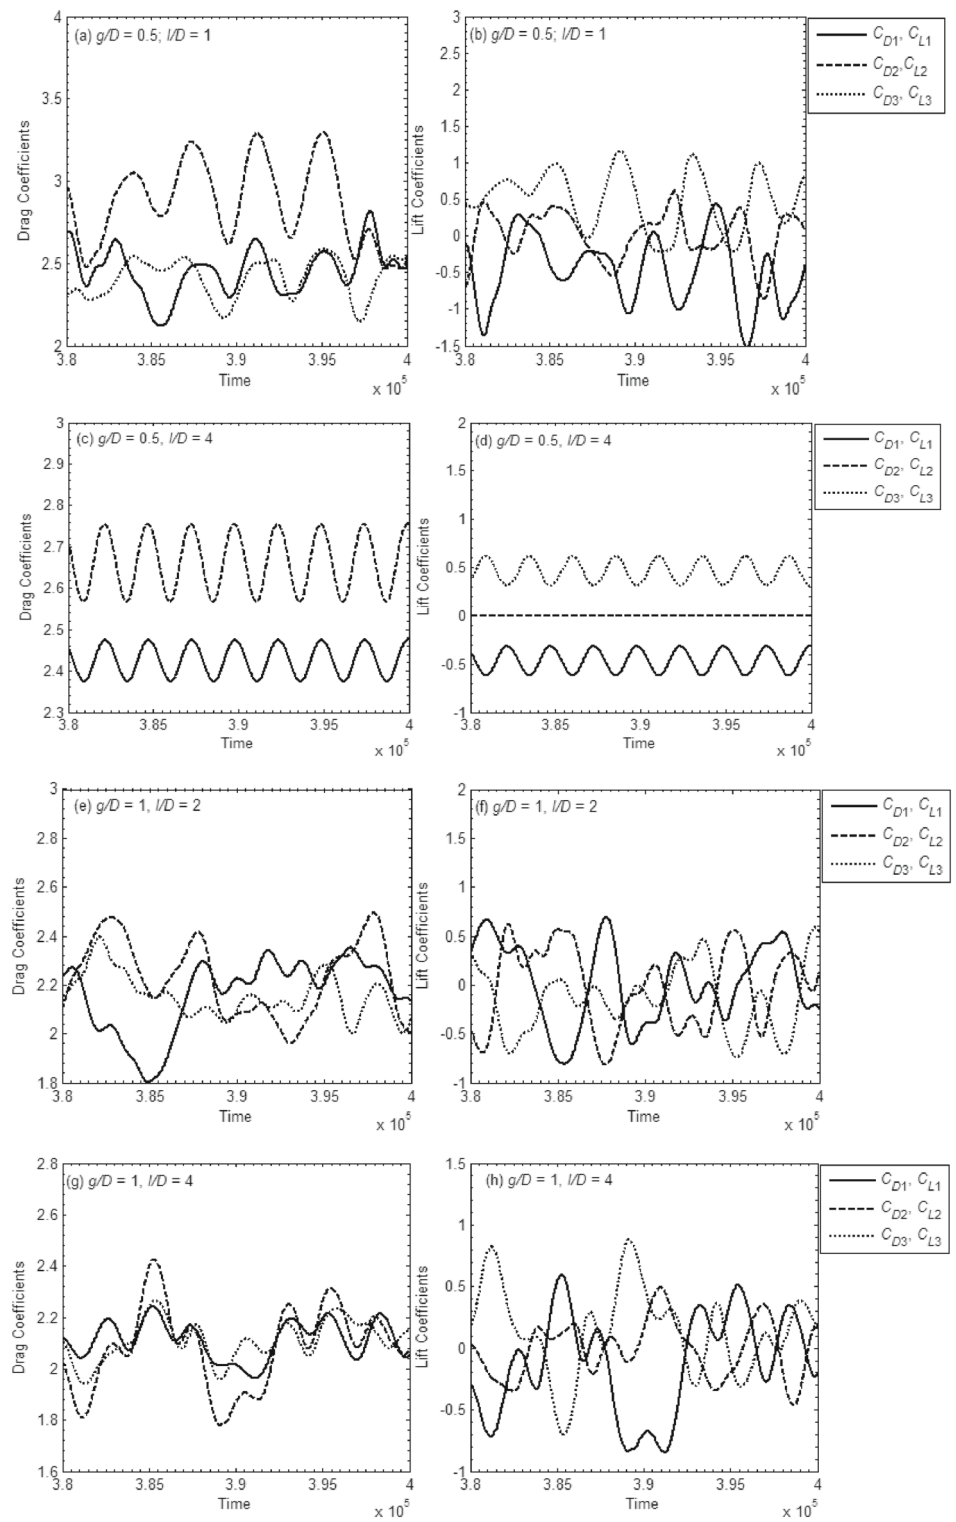 (a) g/D = 0.5; l/D = 1
4
3.5
3
2.5
2
Drag Coefficients
3.8
3.85
3.9
3.95
4
Time
x 10^5
(b) g/D = 0.5; l/D = 1
3
2.5
2
1.5
1
0.5
0
-0.5
-1
-1.5
Lift Coefficients
3.8
3.85
3.9
3.95
4
Time
x 10^5
C_D1, C_L1
C_D2, C_L2
C_D3, C_L3
(c) g/D = 0.5, l/D = 4
3
2.9
2.8
2.7
2.6
2.5
2.4
2.3
Drag Coefficients
3.8
3.85
3.9
3.95
4
Time
x 10^5
(d) g/D = 0.5, l/D = 4
2
1.5
1
0.5
0
-0.5
-1
Lift Coefficients
3.8
3.85
3.9
3.95
4
Time
x 10^5
C_D1, C_L1
C_D2, C_L2
C_D3, C_L3
(e) g/D = 1, l/D = 2
3
2.8
2.6
2.4
2.2
2
1.8
Drag Coefficients
3.8
3.85
3.9
3.95
4
Time
x 10^5
(f) g/D = 1, l/D = 2
2
1.5
1
0.5
0
-0.5
-1
Lift Coefficients
3.8
3.85
3.9
3.95
4
Time
x 10^5
C_D1, C_L1
C_D2, C_L2
C_D3, C_L3
(g) g/D = 1, l/D = 4
2.8
2.6
2.4
2.2
2
1.8
1.6
Drag Coefficients
3.8
3.85
3.9
3.95
4
Time
x 10^5
(h) g/D = 1, l/D = 4
1.5
1
0.5
0
-0.5
-1
Lift Coefficients
3.8
3.85
3.9
3.95
4
Time
x 10^5
C_D1, C_L1
C_D2, C_L2
C_D3, C_L3